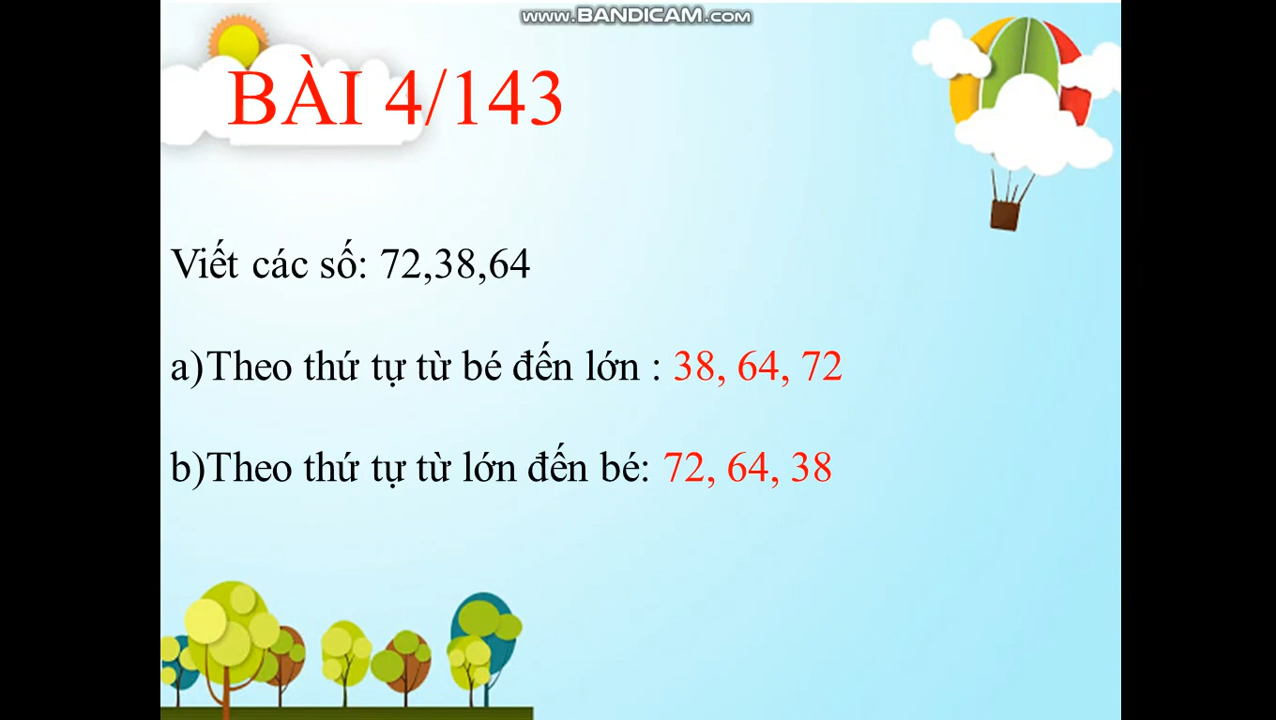 www.BANDICAM.com
BÀI 4/143
Viết các số: 72,38,64
a)Theo thứ tự từ bé đến lớn : 38, 64, 72
b)Theo thứ tự từ lớn đến bé: 72, 64, 38